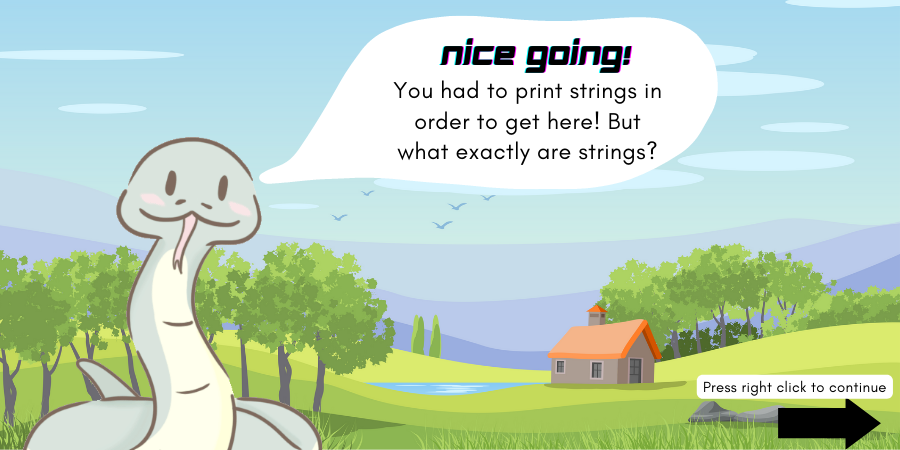 nice going!
You had to print strings in
order to get here! But
what exactly are strings?
Press right click to continue